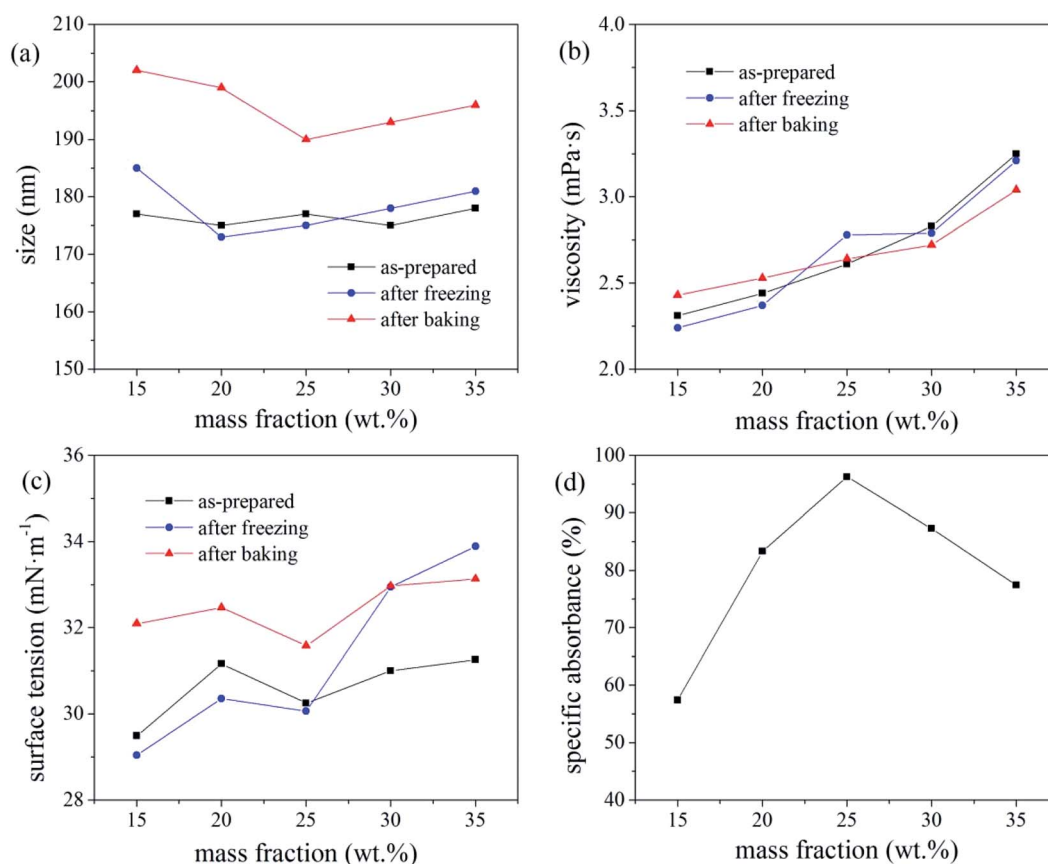 (a)
210
200
190
180
170
160
150
size (nm)
as-prepared
after freezing
after baking
15 20 25 30 35
mass fraction (wt.%)
(b)
4.0
3.5
3.0
2.5
2.0
viscosity (mPa·s)
as-prepared
after freezing
after baking
15 20 25 30 35
mass fraction (wt.%)
(c)
36
34
32
30
28
surface tension (mN·m⁻¹)
as-prepared
after freezing
after baking
15 20 25 30 35
mass fraction (wt.%)
(d)
100
90
80
70
60
50
40
specific absorbance (%)
15 20 25 30 35
mass fraction (wt.%)